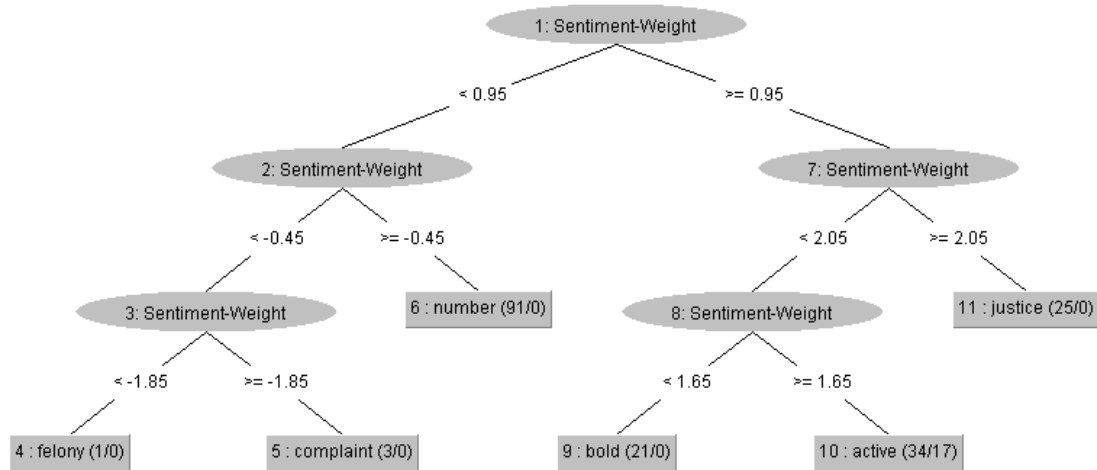 1: Sentiment-Weight
< 0.95
>= 0.95
2: Sentiment-Weight
7: Sentiment-Weight
< -0.45
>= -0.45
< 2.05
>= 2.05
3: Sentiment-Weight
6 : number (91/0)
8: Sentiment-Weight
11 : justice (25/0)
< -1.85
>= -1.85
< 1.65
>= 1.65
4 : felony (1/0)
5 : complaint (3/0)
9 : bold (21/0)
10 : active (34/17)